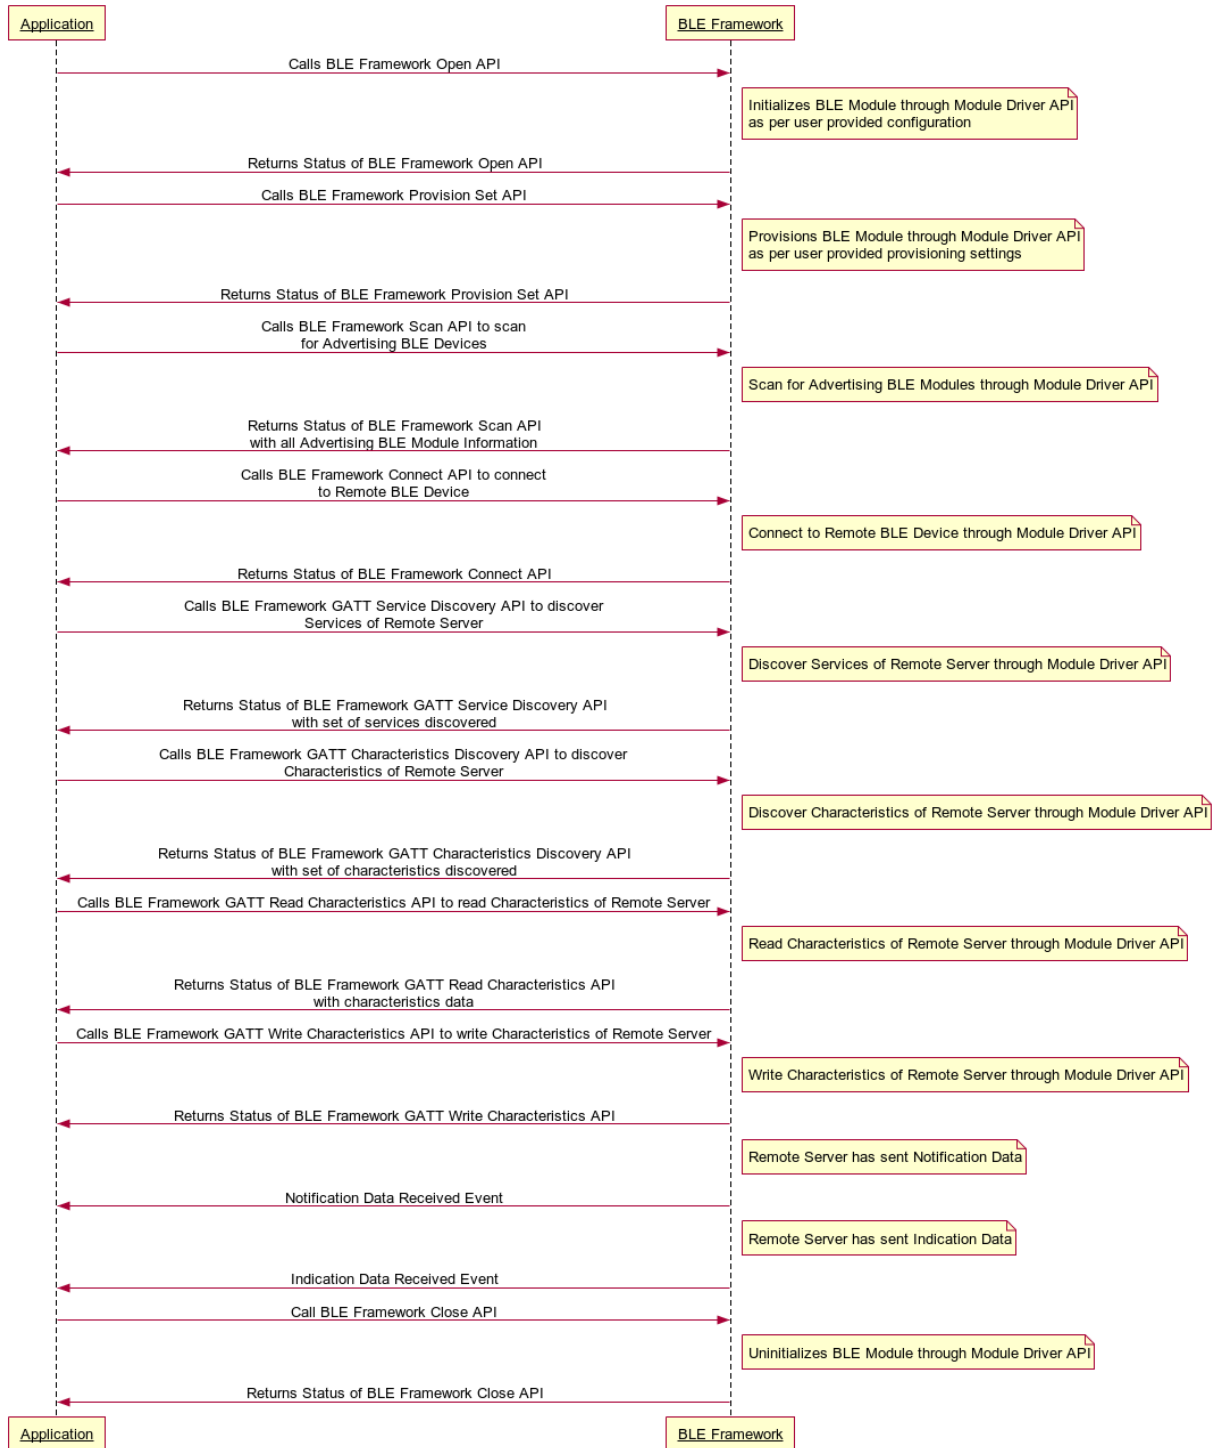 Application
BLE Framework
Calls BLE Framework Open API
Initializes BLE Module through Module Driver API
as per user provided configuration
Returns Status of BLE Framework Open API
Calls BLE Framework Provision Set API
Provisions BLE Module through Module Driver API
as per user provided provisioning settings
Returns Status of BLE Framework Provision Set API
Calls BLE Framework Scan API to scan
for Advertising BLE Devices
Scan for Advertising BLE Modules through Module Driver API
Returns Status of BLE Framework Scan API
with all Advertising BLE Module Information
Calls BLE Framework Connect API to connect
to Remote BLE Device
Connect to Remote BLE Device through Module Driver API
Returns Status of BLE Framework Connect API
Calls BLE Framework GATT Service Discovery API to discover
Services of Remote Server
Discover Services of Remote Server through Module Driver API
Returns Status of BLE Framework GATT Service Discovery API
with set of services discovered
Calls BLE Framework GATT Characteristics Discovery API to discover
Characteristics of Remote Server
Discover Characteristics of Remote Server through Module Driver API
Returns Status of BLE Framework GATT Characteristics Discovery API
with set of characteristics discovered
Calls BLE Framework GATT Read Characteristics API to read Characteristics of Remote Server
Read Characteristics of Remote Server through Module Driver API
Returns Status of BLE Framework GATT Read Characteristics API
with characteristics data
Calls BLE Framework GATT Write Characteristics API to write Characteristics of Remote Server
Write Characteristics of Remote Server through Module Driver API
Returns Status of BLE Framework GATT Write Characteristics API
Remote Server has sent Notification Data
Notification Data Received Event
Remote Server has sent Indication Data
Indication Data Received Event
Call BLE Framework Close API
Uninitializes BLE Module through Module Driver API
Returns Status of BLE Framework Close API
Application
BLE Framework